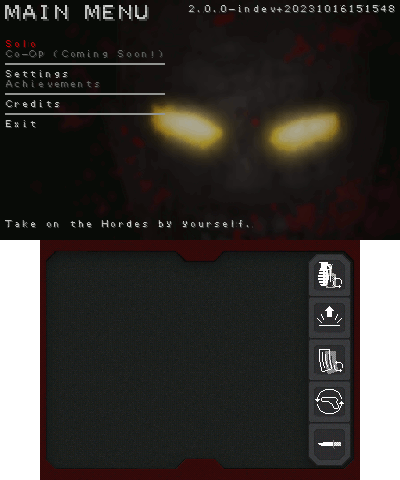 MAIN MENU
2.0.0-indev+20231016151548
Solo
Co-Op (Coming Soon!)
Settings
Achievements
Credits
Exit
Take on the Hordes by yourself.